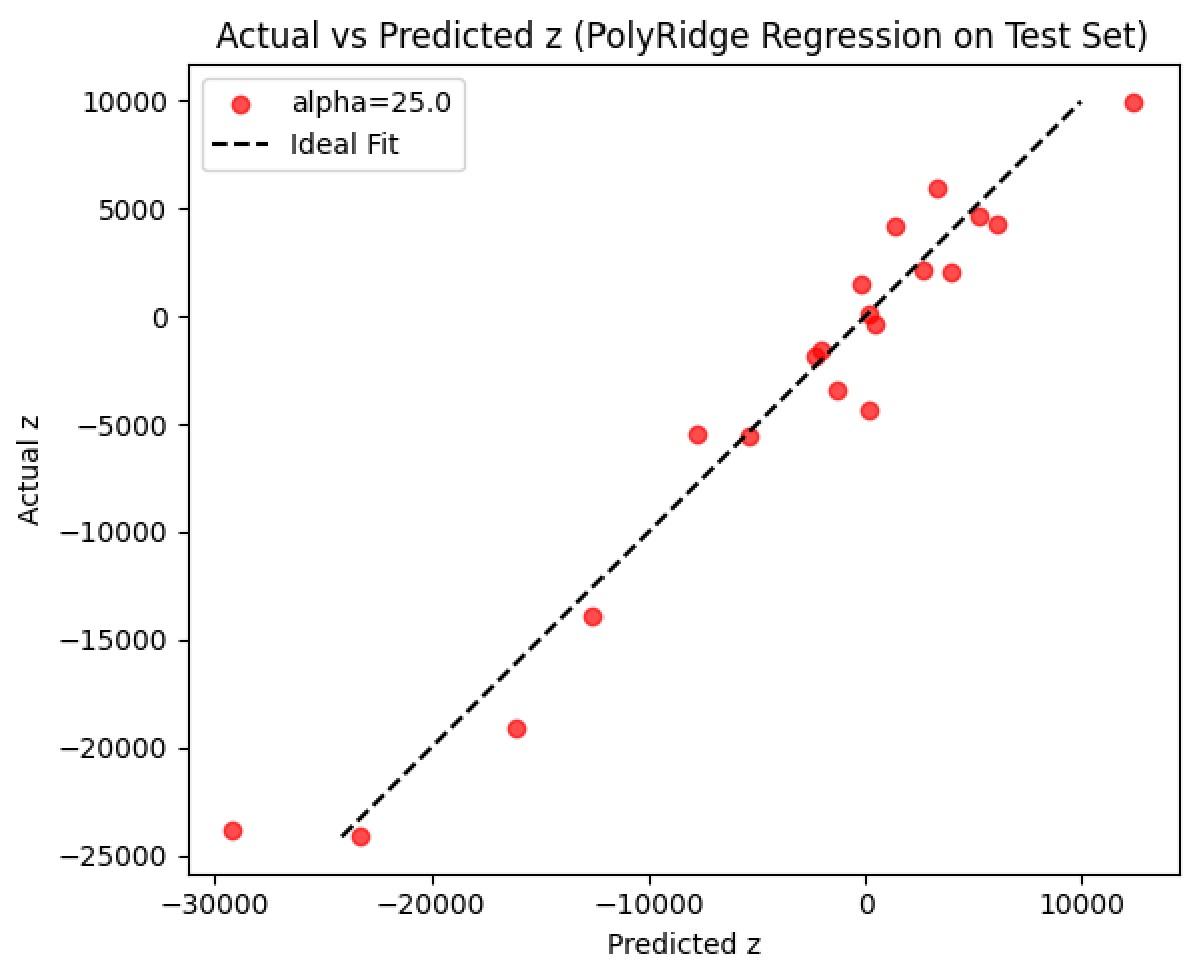 Actual vs Predicted z (PolyRidge Regression on Test Set)
alpha=25.0
Ideal Fit
10000
5000
0
−5000
−10000
−15000
−20000
−25000
Actual z
−30000
−20000
−10000
0
10000
Predicted z